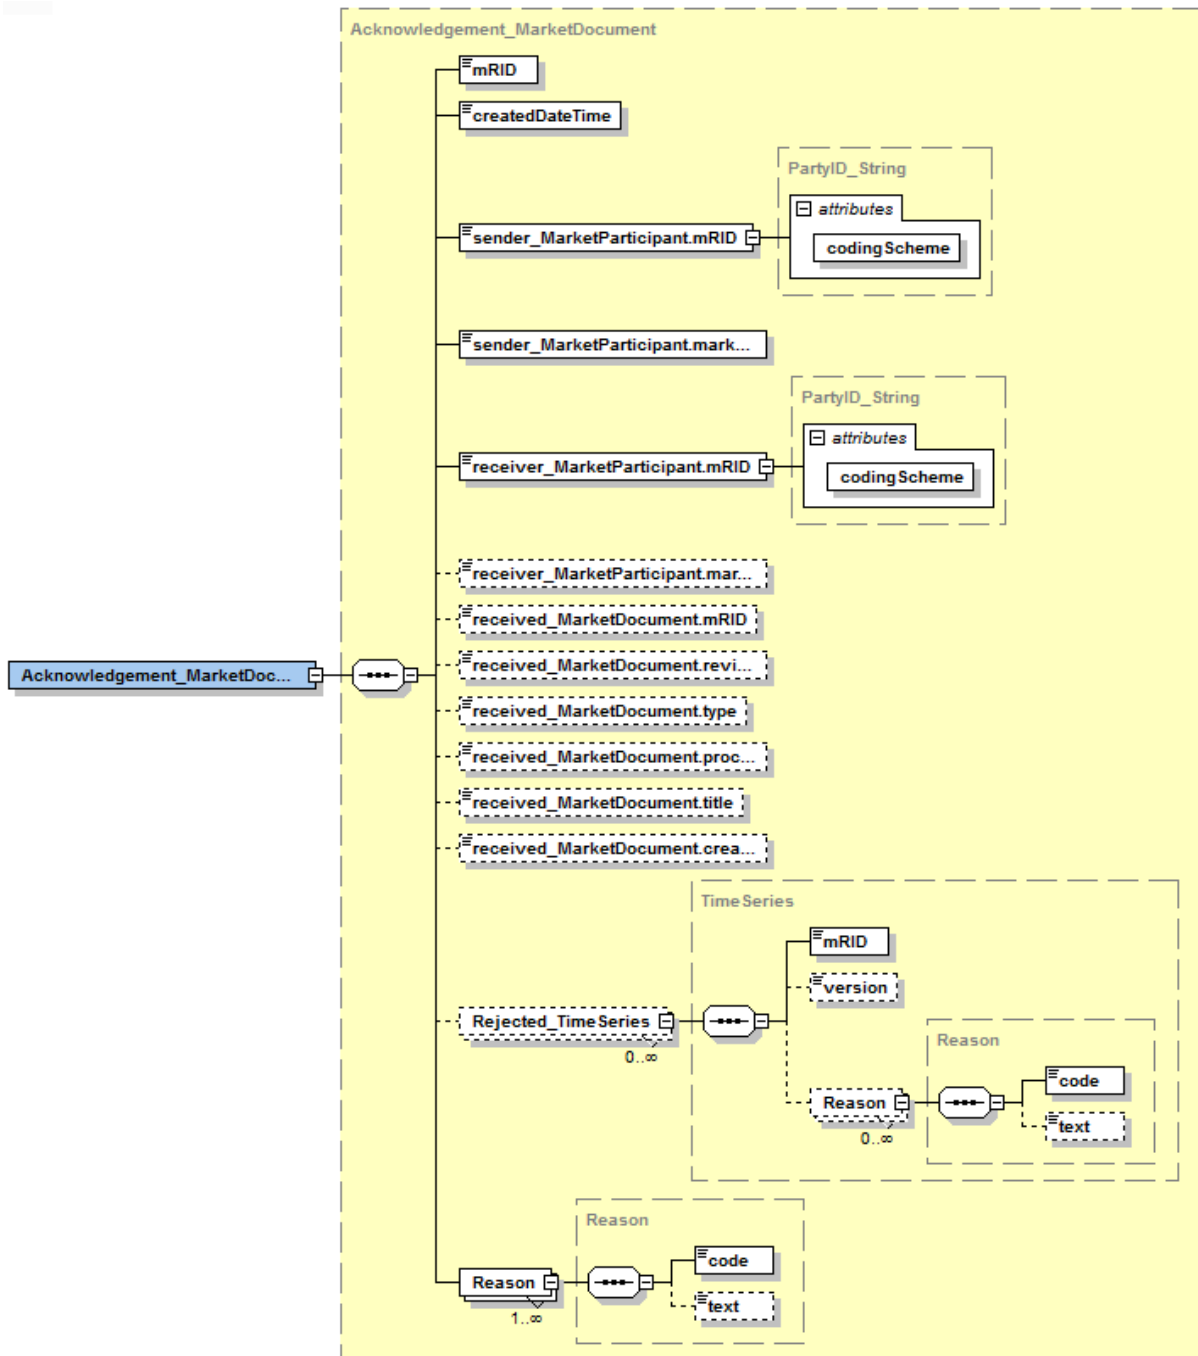 Acknowledgement_MarketDocument
mRID
createdDateTime
PartyID_String
attributes
sender_MarketParticipant.mRID
codingScheme
sender_MarketParticipant.mark...
PartyID_String
attributes
receiver_MarketParticipant.mRID
codingScheme
receiver_MarketParticipant.mar...
received_MarketDocument.mRID
received_MarketDocument.revi...
Acknowledgement_MarketDoc...
received_MarketDocument.type
received_MarketDocument.proc...
received_MarketDocument.title
received_MarketDocument.crea...
TimeSeries
mRID
version
Rejected_TimeSeries
0..∞
Reason
code
Reason
text
0..∞
Reason
code
Reason
text
1..∞